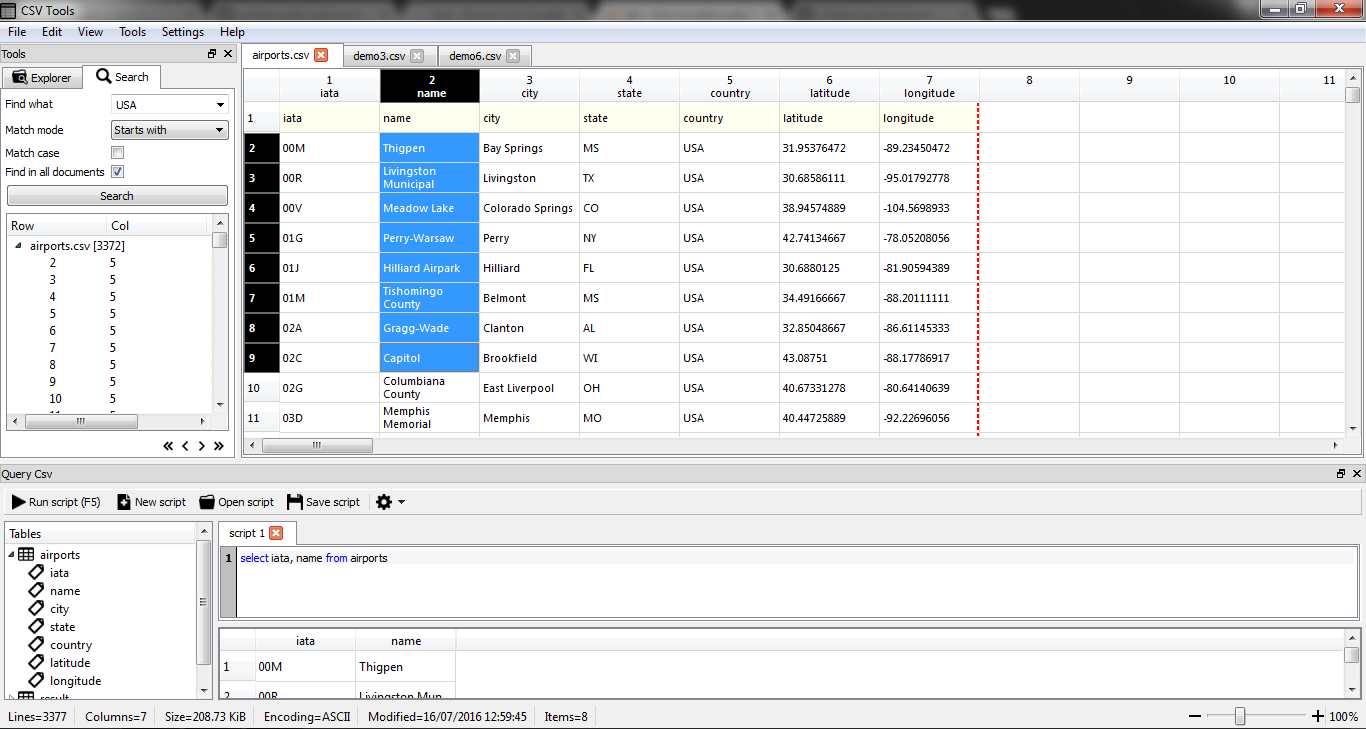 CSV Tools
File Edit View Tools Settings Help
Tools
Explorer Search
Find what USA
Match mode Starts with
Match case
Find in all documents
Search
Row Col
airports.csv [3372]
2 5
3 5
4 5
5 5
6 5
7 5
8 5
9 5
10 5
airports.csv demo3.csv demo6.csv
1 2 3 4 5 6 7 8 9 10 11
iata name city state country latitude longitude
1 iata name city state country latitude longitude
2 00M Thigpen Bay Springs MS USA 31.95376472 -89.23450472
3 00R Livingston Municipal Livingston TX USA 30.68586111 -95.01792778
4 00V Meadow Lake Colorado Springs CO USA 38.94574889 -104.5698933
5 01G Perry-Warsaw Perry NY USA 42.74134667 -78.05208056
6 01J Hilliard Airpark Hilliard FL USA 30.6880125 -81.90594389
7 01M Tishomingo County Belmont MS USA 34.49166667 -88.20111111
8 02A Gragg-Wade Clanton AL USA 32.85048667 -86.61145333
9 02C Capitol Brookfield WI USA 43.08751 -88.17786917
10 02G Columbiana County East Liverpool OH USA 40.67331278 -80.64140639
11 03D Memphis Memorial Memphis MO USA 40.44725889 -92.22696056
Query Csv
Run script (F5) New script Open script Save script
Tables
airports
iata
name
city
state
country
latitude
longitude
result
script 1
1 select iata, name from airports
iata name
1 00M Thigpen
2 00R Livingston Mun
Lines=3377 Columns=7 Size=208.73 KiB Encoding=ASCII Modified=16/07/2016 12:59:45 Items=8 100%